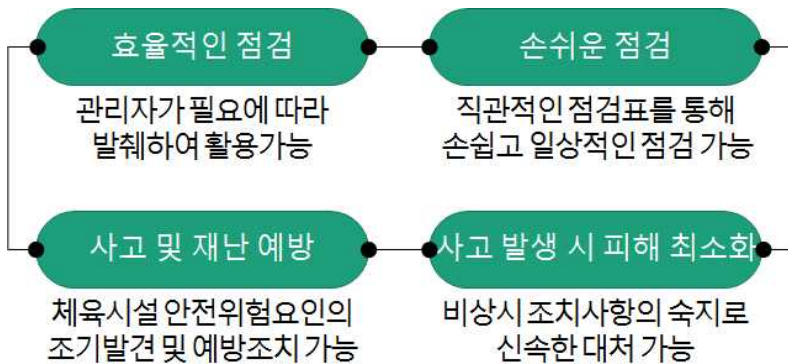 효율적인 점검
관리자가 필요에 따라
발췌하여 활용가능
손쉬운 점검
직관적인 점검표를 통해
손쉽고 일상적인 점검 가능
사고 및 재난 예방
체육시설 안전위험요인의
조기발견 및 예방조치 가능
사고 발생 시 피해 최소화
비상시 조치사항의 숙지로
신속한 대처 가능